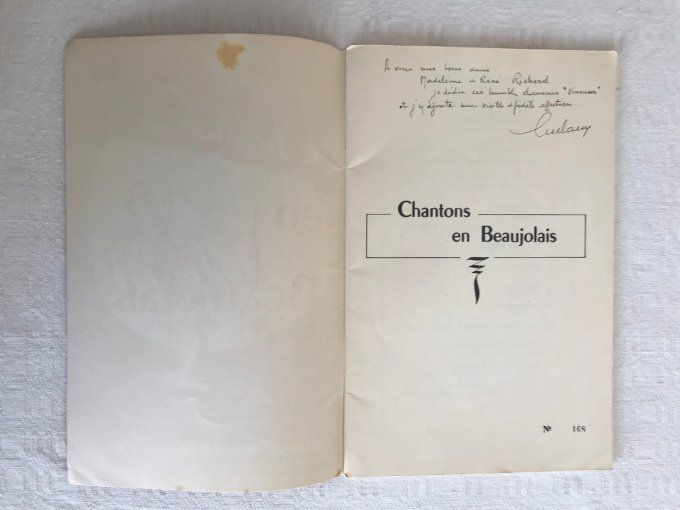 A vous mes bons amis
Madeleine et René Richard
je dédie ces humbles chansons "Vineuses"
et j'y ajoute ma vieille et fidèle affection.
Chantons
en Beaujolais
N° 168